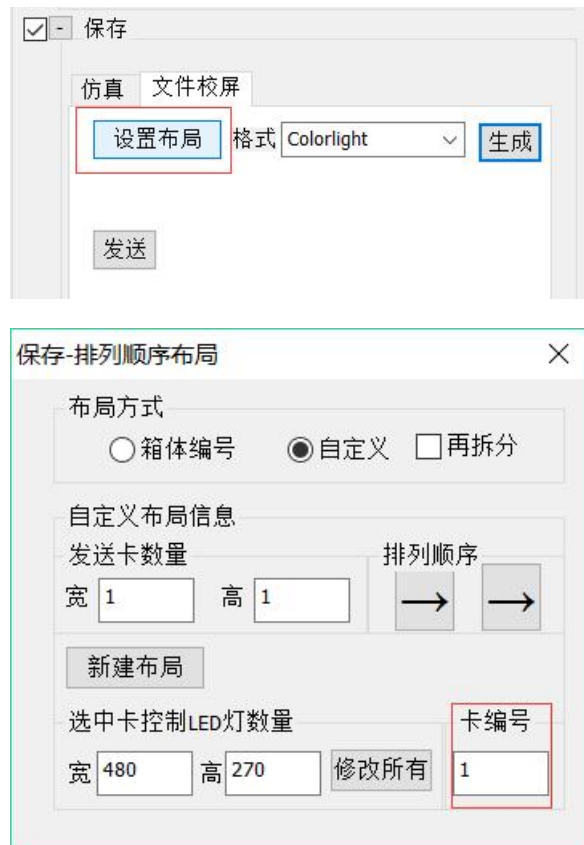 - 保存
仿真 文件校屏
设置布局 格式 Colorlight 生成
发送
保存-排列顺序布局
布局方式
箱体编号 自定义 再拆分
自定义布局信息
发送卡数量 排列顺序
宽 1 高 1 → →
新建布局
选中卡控制LED灯数量 卡编号
宽 480 高 270 修改所有 1